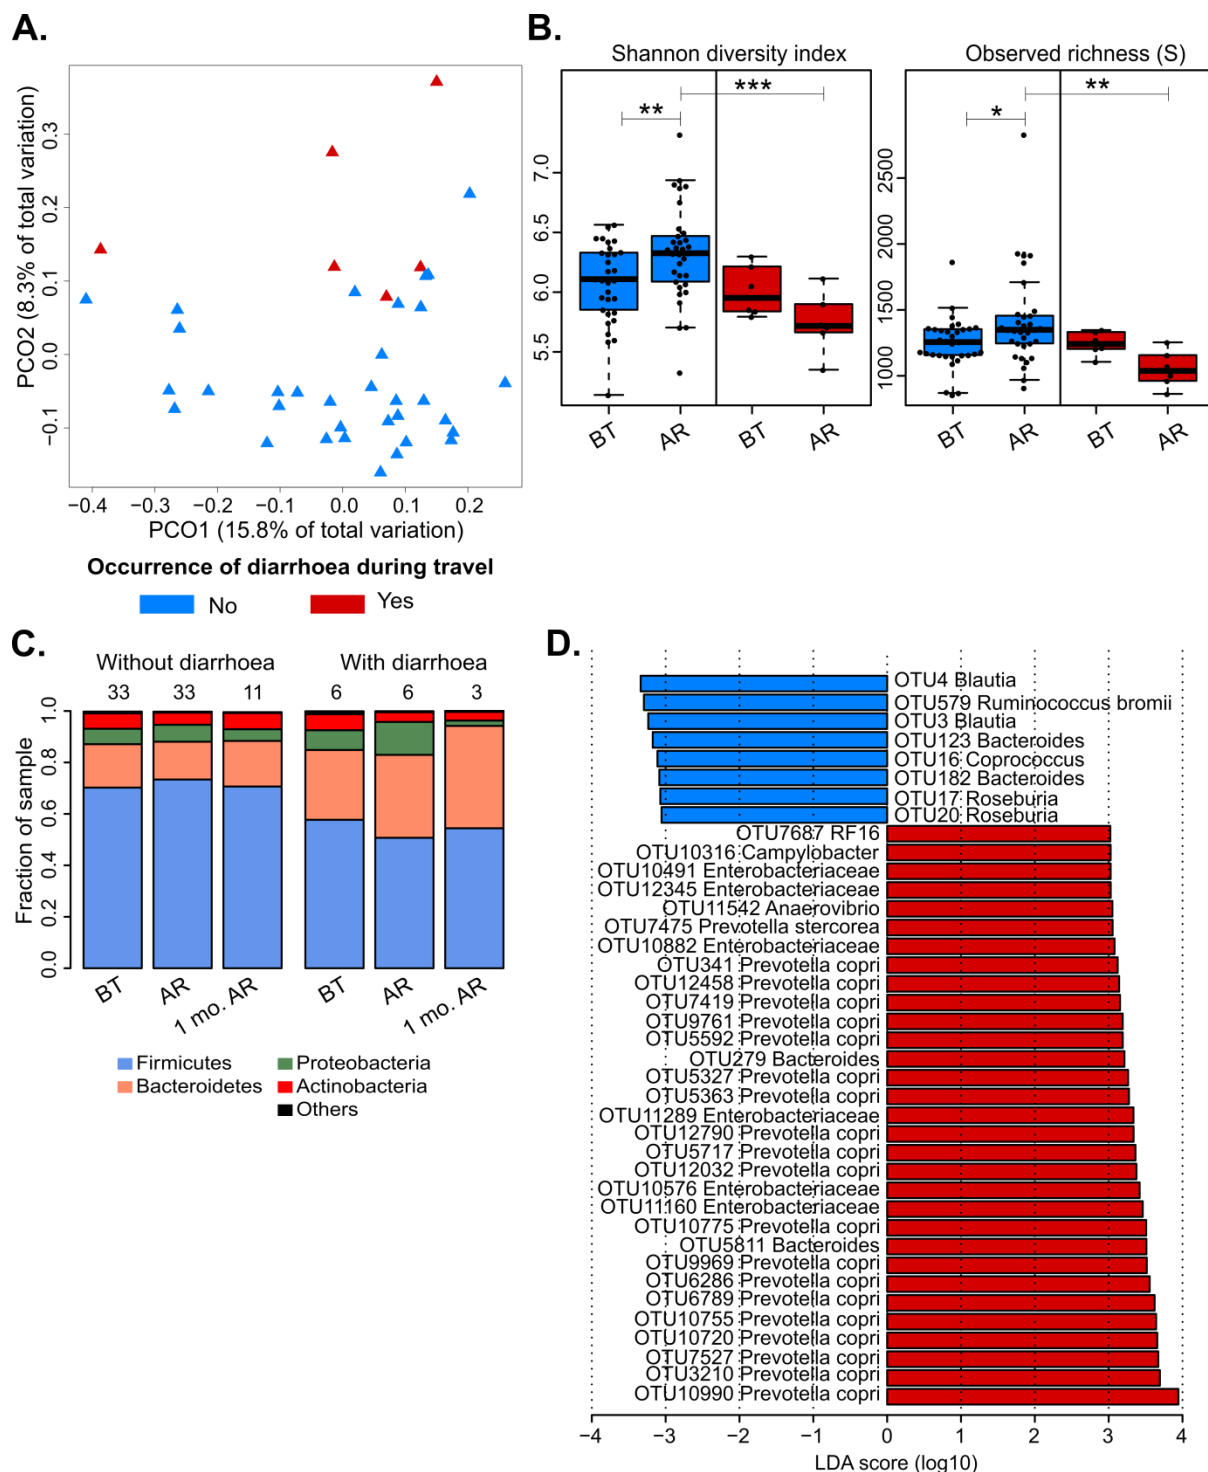 A.
PCO2 (8.3% of total variation)
0.3
0.2
0.1
0.0
−0.1
−0.4 −0.3 −0.2 −0.1 0.0 0.1 0.2
PCO1 (15.8% of total variation)
Occurrence of diarrhoea during travel
No Yes
B.
Shannon diversity index
7.0
6.5
6.0
5.5
** ***
BT AR BT AR
Observed richness (S)
2500
2000
1500
1000
* **
BT AR BT AR
C.
Without diarrhoea With diarrhoea
33 33 11 6 6 3
Fraction of sample
1.0
0.8
0.6
0.4
0.2
0.0
BT AR 1 mo. AR BT AR 1 mo. AR
Firmicutes Proteobacteria
Bacteroidetes Actinobacteria
Others
D.
OTU4 Blautia
OTU579 Ruminococcus bromii
OTU3 Blautia
OTU123 Bacteroides
OTU16 Coprococcus
OTU182 Bacteroides
OTU17 Roseburia
OTU20 Roseburia
OTU7687 RF16
OTU10316 Campylobacter
OTU10491 Enterobacteriaceae
OTU12345 Enterobacteriaceae
OTU11542 Anaerovibrio
OTU7475 Prevotella stercorea
OTU10882 Enterobacteriaceae
OTU341 Prevotella copri
OTU12458 Prevotella copri
OTU7419 Prevotella copri
OTU9761 Prevotella copri
OTU5592 Prevotella copri
OTU279 Bacteroides
OTU5327 Prevotella copri
OTU5363 Prevotella copri
OTU11289 Enterobacteriaceae
OTU12790 Prevotella copri
OTU5717 Prevotella copri
OTU12032 Prevotella copri
OTU10576 Enterobacteriaceae
OTU11160 Enterobacteriaceae
OTU10775 Prevotella copri
OTU5811 Bacteroides
OTU9969 Prevotella copri
OTU6286 Prevotella copri
OTU6789 Prevotella copri
OTU10755 Prevotella copri
OTU10720 Prevotella copri
OTU7527 Prevotella copri
OTU3210 Prevotella copri
OTU10990 Prevotella copri
−4 −3 −2 −1 0 1 2 3 4
LDA score (log10)